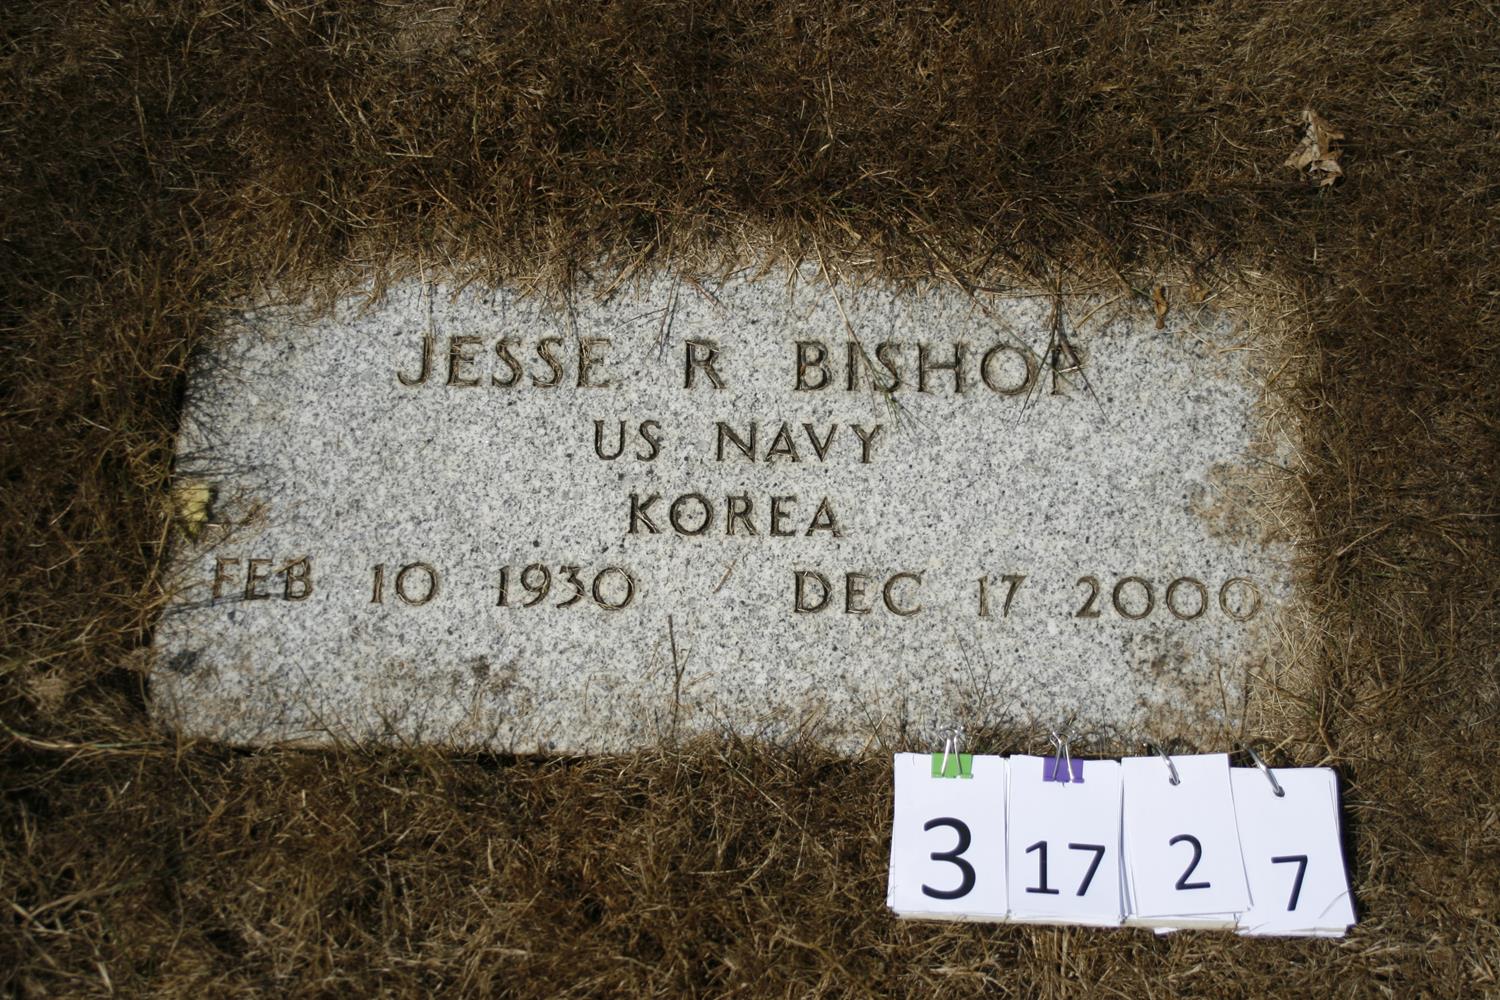 JESSE R BISHOP
US NAVY
KOREA
FEB 10 1930 DEC 17 2000
3 17 2 7